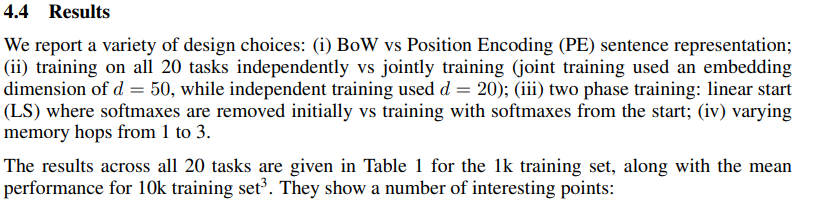 4.4 Results
We report a variety of design choices: (i) BoW vs Position Encoding (PE) sentence representation;
(ii) training on all 20 tasks independently vs jointly training (joint training used an embedding
dimension of d = 50, while independent training used d = 20); (iii) two phase training: linear start
(LS) where softmaxes are removed initially vs training with softmaxes from the start; (iv) varying
memory hops from 1 to 3.
The results across all 20 tasks are given in Table 1 for the 1k training set, along with the mean
performance for 10k training set³. They show a number of interesting points: